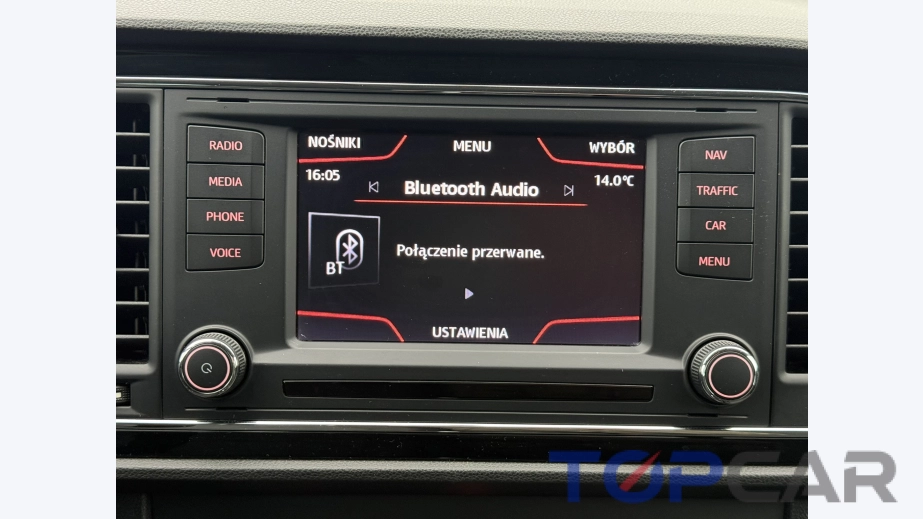 RADIO
MEDIA
PHONE
VOICE
NOŚNIKI
MENU
WYBÓR
16:05
Bluetooth Audio
14.0°C
BT
Połączenie przerwane.
USTAWIENIA
NAV
TRAFFIC
CAR
MENU
TOPCAR